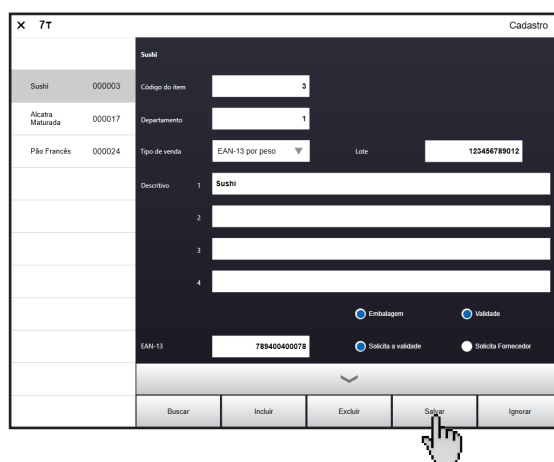 × 7т Cadastro
Sushi
Sushi 000003
Alcatra Maturada 000017
Pão Francês 000024
Código do item 3
Departamento 1
Tipo de venda EAN-13 por peso Lote 123456789012
Descritivo 1 Sushi
2
3
4
Embalagem Validade
EAN-13 789400400078 Solicita a validade Solicita Fornecedor
Buscar Incluir Excluir Salvar Ignorar